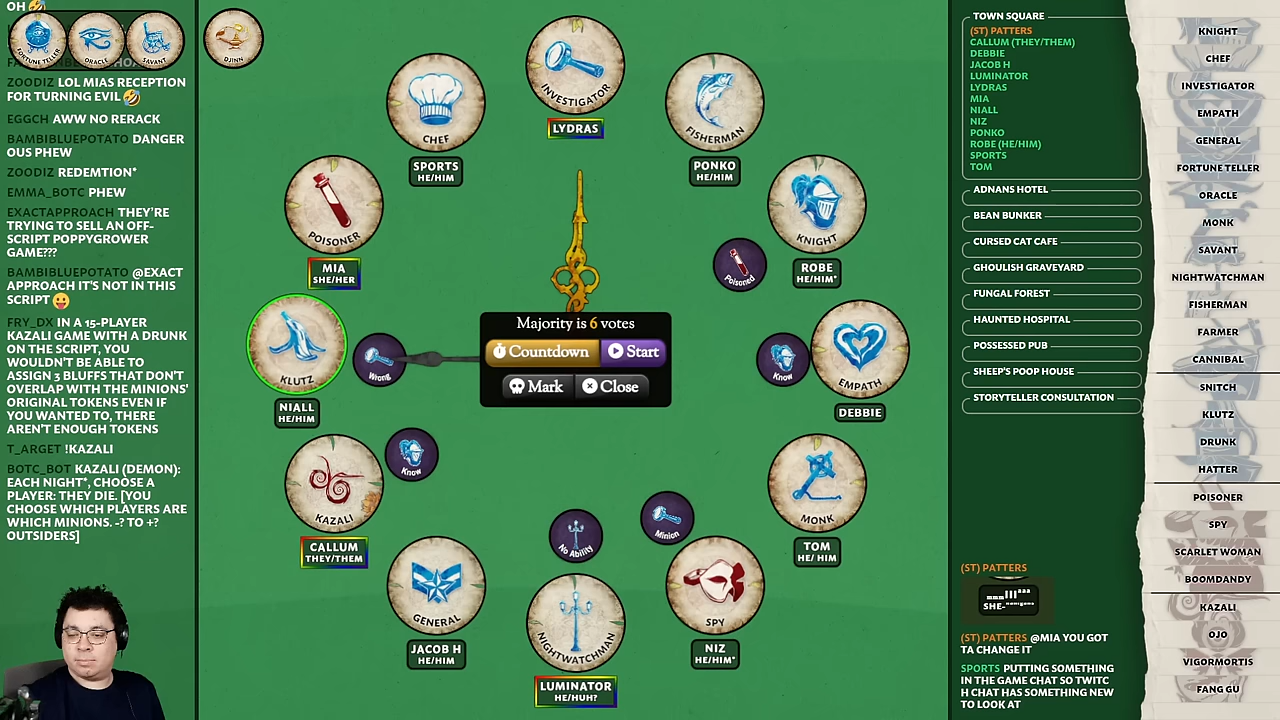 OH
FORTUNE TELLER
ORACLE
SAVANT
DJINN
ZOODIZ LOL MIAS RECEPTION
FOR TURNING EVIL
EGGCH AWW NO RERACK
BAMBIBLUEPOTATO DANGER
OUS PHEW
ZOODIZ REDEMTION*
EMMA_BOTC PHEW
EXACTAPPROACH THEY'RE
TRYING TO SELL AN OFF-
SCRIPT POPPYGROWER
GAME???
BAMBIBLUEPOTATO @EXACT
APPROACH IT'S NOT IN THIS
SCRIPT
FRY_DX IN A 15-PLAYER
KAZALI GAME WITH A DRUNK
ON THE SCRIPT, YOU
WOULDN'T BE ABLE TO
ASSIGN 3 BLUFFS THAT DON'T
OVERLAP WITH THE MINIONS'
ORIGINAL TOKENS EVEN IF
YOU WANTED TO, THERE
AREN'T ENOUGH TOKENS
T_ARGET !KAZALI
BOTC_BOT KAZALI (DEMON):
EACH NIGHT*, CHOOSE A
PLAYER: THEY DIE. [YOU
CHOOSE WHICH PLAYERS ARE
WHICH MINIONS. -? TO +?
OUTSIDERS]
INVESTIGATOR
LYDRAS
CHEF
SPORTS
HE/HIM
FISHERMAN
PONKO
HE/HIM
POISONER
MIA
SHE/HER
KNIGHT
ROBE
HE/HIM*
Poisoned
KLUTZ
NIALL
HE/HIM
Wrong
EMPATH
DEBBIE
Know
Majority is 6 votes
Countdown
Start
Mark
Close
KAZALI
CALLUM
THEY/THEM
Know
MONK
TOM
HE/ HIM
GENERAL
JACOB H
HE/HIM
No Ability
NIGHTWATCHMAN
LUMINATOR
HE/HUH?
Minion
SPY
NIZ
HE/HIM*
TOWN SQUARE
(ST) PATTERS
CALLUM (THEY/THEM)
DEBBIE
JACOB H
LUMINATOR
LYDRAS
MIA
NIALL
NIZ
PONKO
ROBE (HE/HIM)
SPORTS
TOM
ADNANS HOTEL
BEAN BUNKER
CURSED CAT CAFE
GHOULISH GRAVEYARD
FUNGAL FOREST
HAUNTED HOSPITAL
POSSESSED PUB
SHEEP'S POOP HOUSE
STORYTELLER CONSULTATION
(ST) PATTERS
SHE-
(ST) PATTERS @MIA YOU GOT
TA CHANGE IT
SPORTS PUTTING SOMETHING
IN THE GAME CHAT SO TWITC
H CHAT HAS SOMETHING NEW
TO LOOK AT
KNIGHT
CHEF
INVESTIGATOR
EMPATH
GENERAL
FORTUNE TELLER
ORACLE
MONK
SAVANT
NIGHTWATCHMAN
FISHERMAN
FARMER
CANNIBAL
SNITCH
KLUTZ
DRUNK
HATTER
POISONER
SPY
SCARLET WOMAN
BOOMDANDY
KAZALI
OJO
VIGORMORTIS
FANG GU